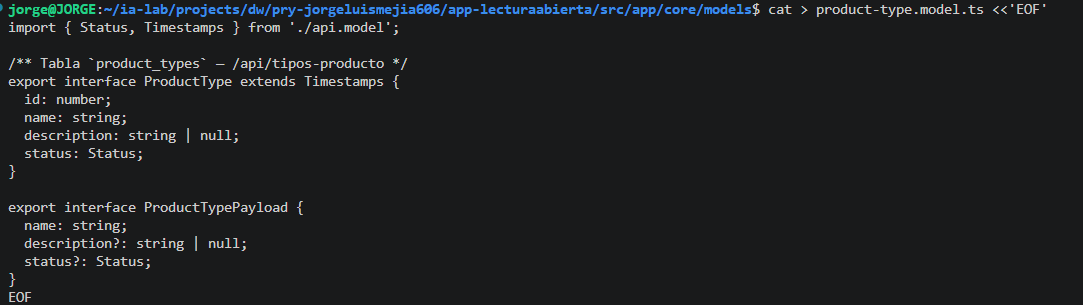 jorge@JORGE:~/ia-lab/projects/dw/pry-jorgeluismejia606/app-lecturaabierta/src/app/core/models$ cat > product-type.model.ts <<'EOF'
import { Status, Timestamps } from './api.model';

/** Tabla `product_types` — /api/tipos-producto */
export interface ProductType extends Timestamps {
  id: number;
  name: string;
  description: string | null;
  status: Status;
}

export interface ProductTypePayload {
  name: string;
  description?: string | null;
  status?: Status;
}
EOF